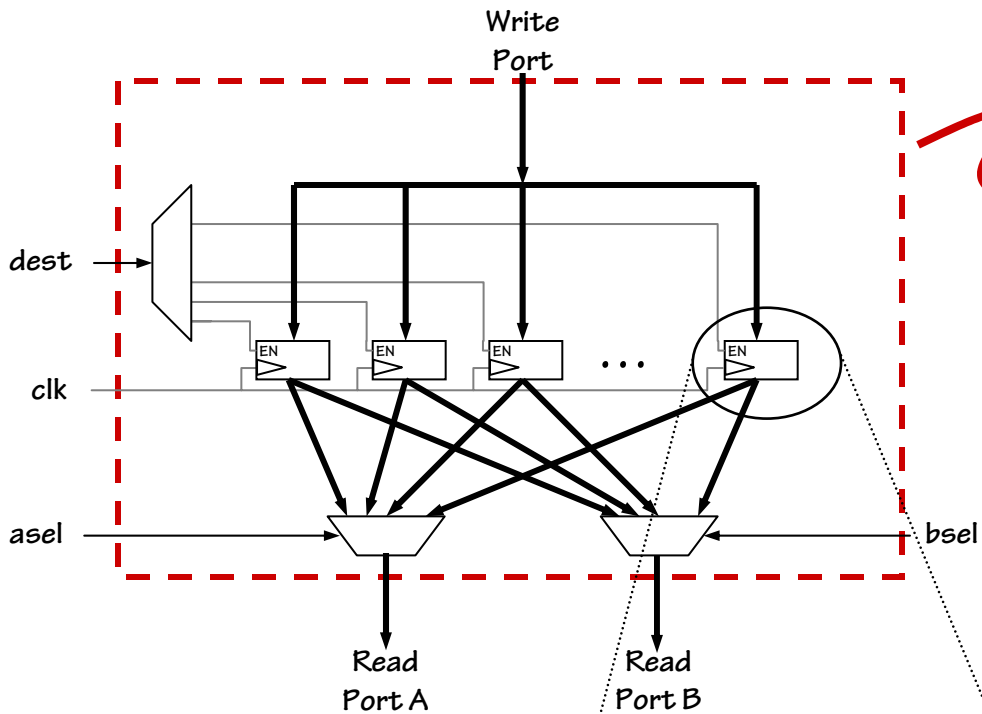 Write
Port
dest
EN
EN
EN
...
EN
clk
asel
bsel
Read
Port A
Read
Port B